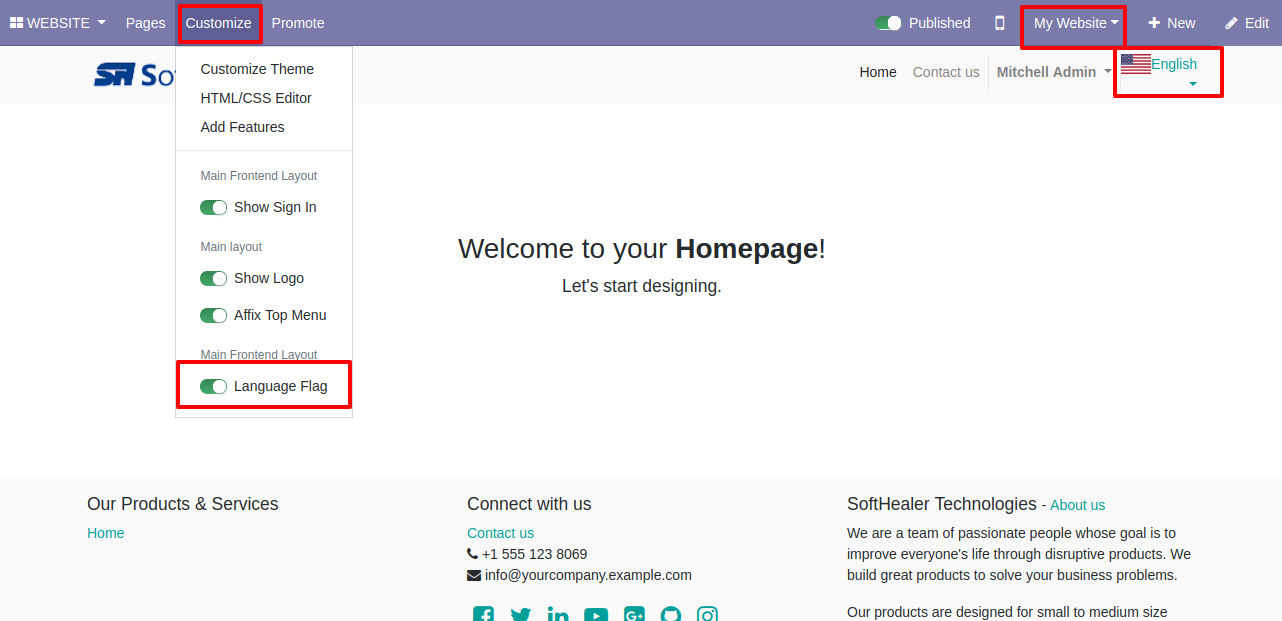 WEBSITE Pages Customize Promote Published My Website New Edit
Home Contact us Mitchell Admin English
Customize Theme
HTML/CSS Editor
Add Features
Main Frontend Layout
Show Sign In
Main layout
Show Logo
Affix Top Menu
Main Frontend Layout
Language Flag
Welcome to your Homepage!
Let's start designing.
Our Products & Services
Home
Connect with us
Contact us
+1 555 123 8069
info@yourcompany.example.com
SoftHealer Technologies - About us
We are a team of passionate people whose goal is to
improve everyone's life through disruptive products. We
build great products to solve your business problems.
Our products are designed for small to medium size